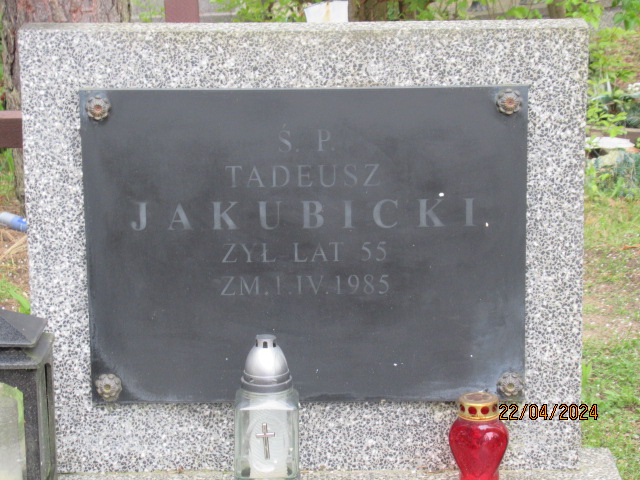 Ś. P.
TADEUSZ
JAKUBICKI
ŻYŁ LAT 55
ZM. 1.IV.1985
22/04/2024